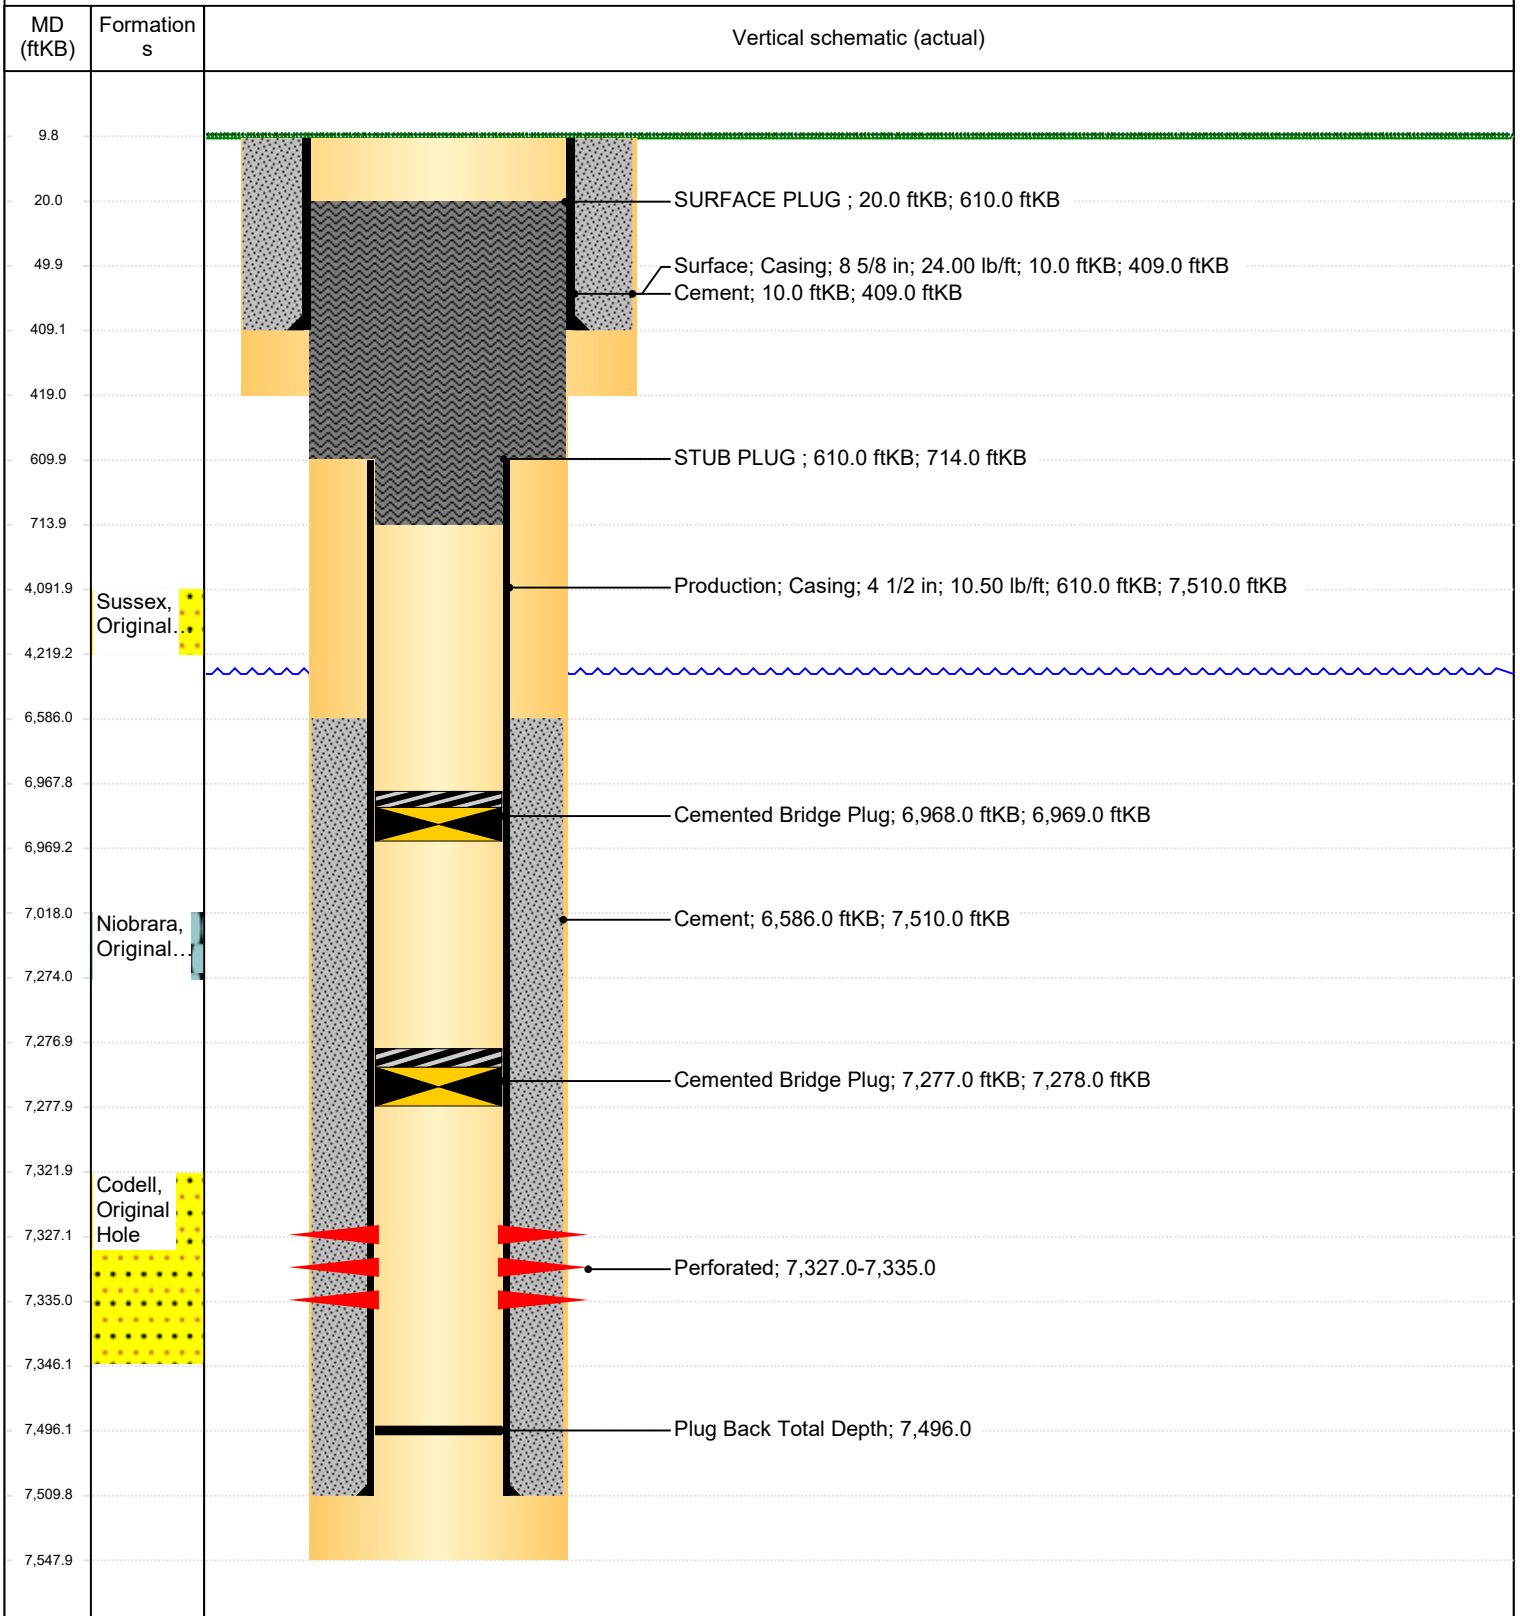 MD
(ftKB)
Formation
s
Vertical schematic (actual)
9.8
20.0
SURFACE PLUG ; 20.0 ftKB; 610.0 ftKB
49.9
Surface; Casing; 8 5/8 in; 24.00 lb/ft; 10.0 ftKB; 409.0 ftKB
Cement; 10.0 ftKB; 409.0 ftKB
409.1
419.0
609.9
STUB PLUG ; 610.0 ftKB; 714.0 ftKB
713.9
4,091.9
Production; Casing; 4 1/2 in; 10.50 lb/ft; 610.0 ftKB; 7,510.0 ftKB
Sussex,
Original...
4,219.2
6,586.0
6,967.8
Cemented Bridge Plug; 6,968.0 ftKB; 6,969.0 ftKB
6,969.2
7,018.0
Cement; 6,586.0 ftKB; 7,510.0 ftKB
Niobrara,
Original...
7,274.0
7,276.9
Cemented Bridge Plug; 7,277.0 ftKB; 7,278.0 ftKB
7,277.9
7,321.9
Codell,
Original
Hole
7,327.1
Perforated; 7,327.0-7,335.0
7,335.0
7,346.1
7,496.1
Plug Back Total Depth; 7,496.0
7,509.8
7,547.9